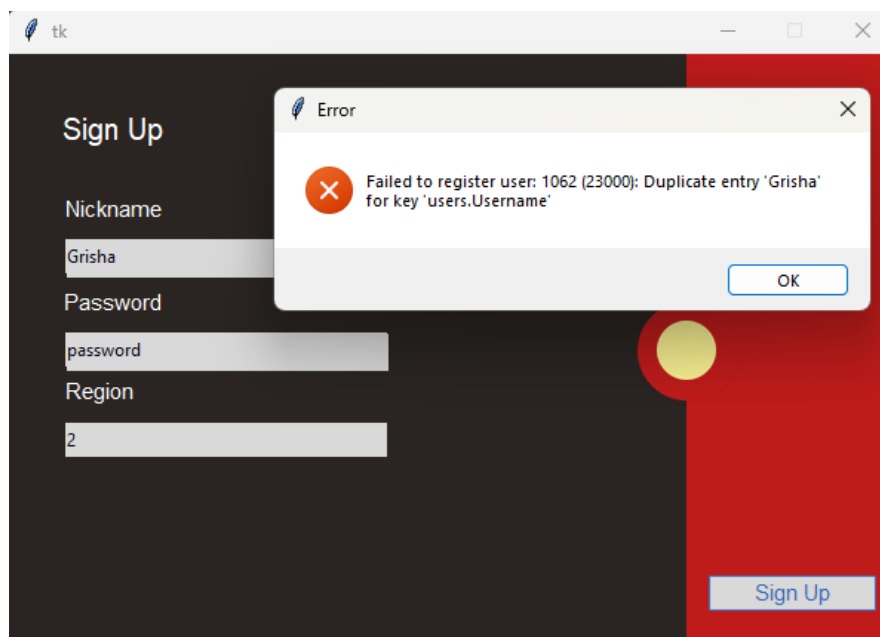 tk
Error
Sign Up
Failed to register user: 1062 (23000): Duplicate entry 'Grisha'
for key 'users.Username'
Nickname
Grisha
OK
Password
password
Region
2
Sign Up